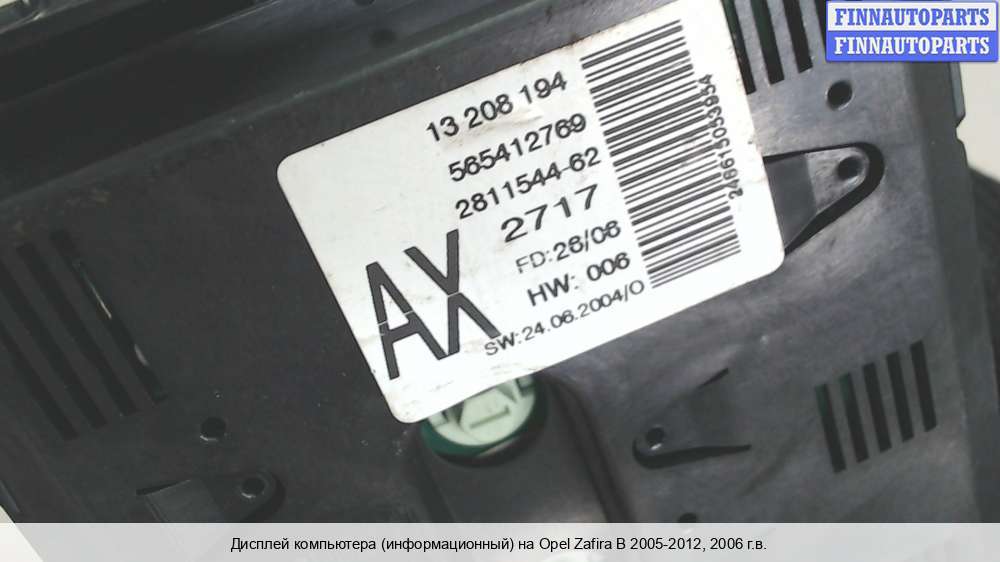 FINNAUTOPARTS
FINNAUTOPARTS
13 208 194
565412769
2811544-62
2717
AX
FD:26/06
HW: 006
SW:24.06.2004/O
Дисплей компьютера (информационный) на Opel Zafira B 2005-2012, 2006 г.в.